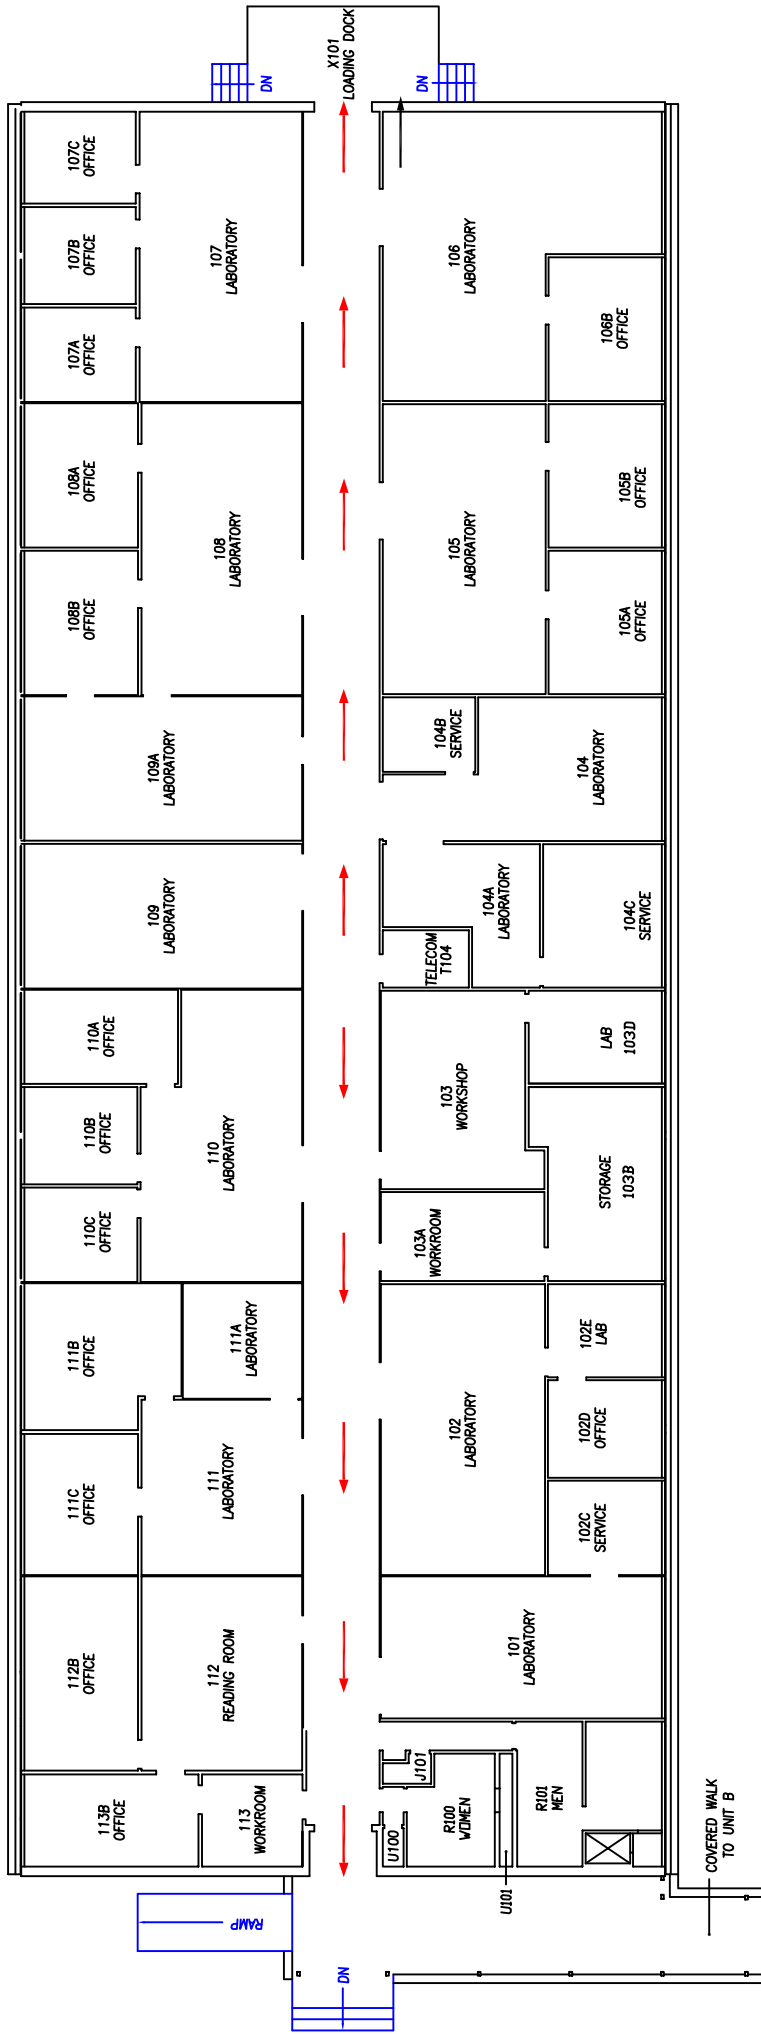 X101
LOADING DOCK
DN
DN
107C
OFFICE
107B
OFFICE
107A
OFFICE
107
LABORATORY
106
LABORATORY
106B
OFFICE
108A
OFFICE
108B
OFFICE
108
LABORATORY
105
LABORATORY
105B
OFFICE
105A
OFFICE
109A
LABORATORY
104B
SERVICE
104
LABORATORY
109
LABORATORY
104A
LABORATORY
TELECOM
T104
104C
SERVICE
110A
OFFICE
110B
OFFICE
110C
OFFICE
110
LABORATORY
103
WORKSHOP
LAB
103D
STORAGE
103B
103A
WORKROOM
111B
OFFICE
111A
LABORATORY
111C
OFFICE
111
LABORATORY
102
LABORATORY
102E
LAB
102D
OFFICE
102C
SERVICE
112B
OFFICE
112
READING ROOM
101
LABORATORY
113B
OFFICE
113
WORKROOM
J101
U100
R100
WOMEN
R101
MEN
U101
RAMP
DN
COVERED WALK
TO UNIT B